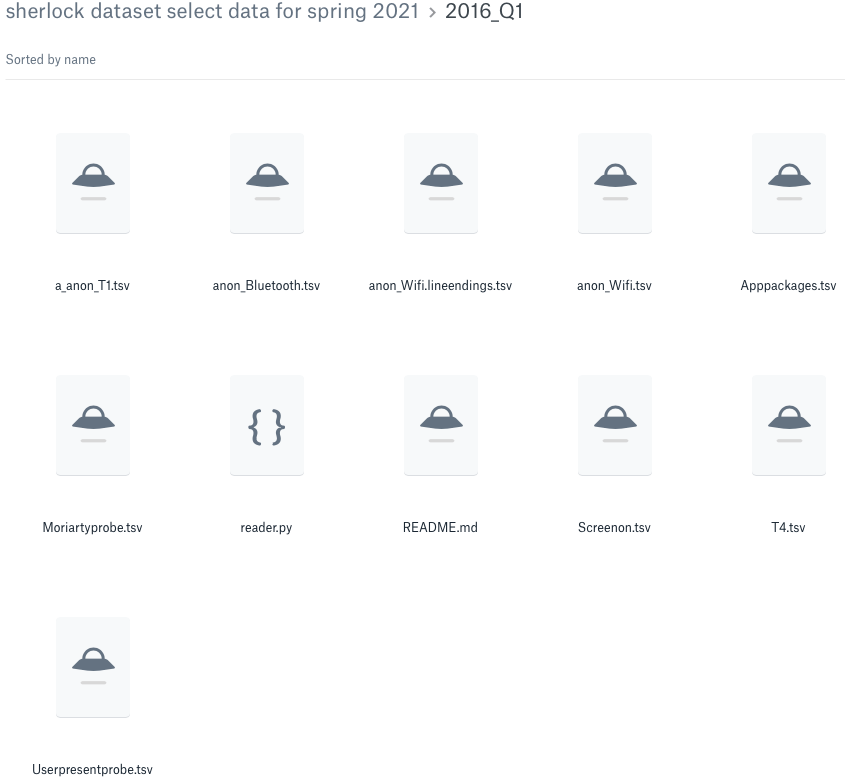 sherlock dataset select data for spring 2021 › 2016_Q1
Sorted by name
a_anon_T1.tsv anon_Bluetooth.tsv anon_Wifi.lineendings.tsv anon_Wifi.tsv Apppackages.tsv
Moriartyprobe.tsv reader.py README.md Screenon.tsv T4.tsv
Userpresentprobe.tsv